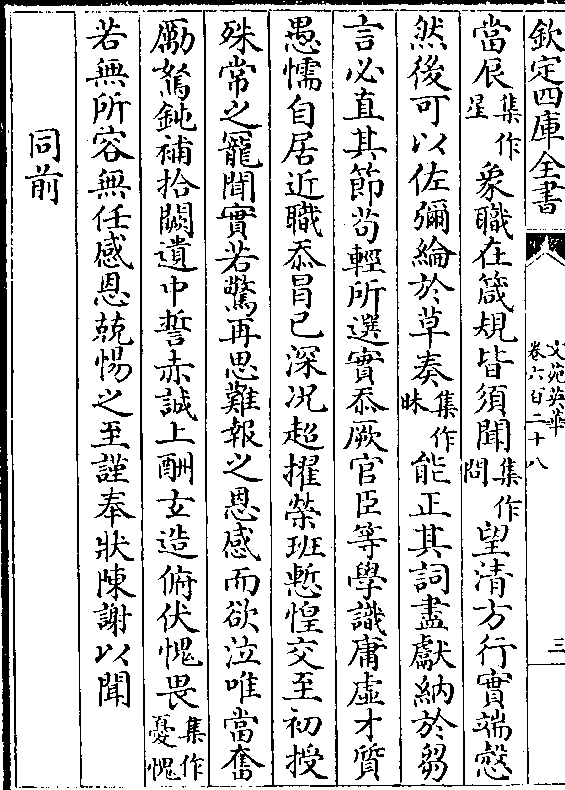 欽定四庫全書
文苑英華
卷六百二十八
三
當辰集作星象職在箴規皆須聞集作問望清方行實端慤
然後可以佐彌綸於草奏集作昧能正其詞盡獻納於芻
言必直其節苟輕所選實忝厥官臣等學識庸虛才質
愚懦自居近職忝冒已深况超擢榮班慙惶交至初授
殊常之寵聞實若驚再思難報之恩感而欲泣唯當奮
勵駑鈍補拾闕遺中誓赤誠上酬玄造俯伏愧畏集作憂愧
若無所容無任感恩兢惕之至謹奉狀陳謝以聞
同前